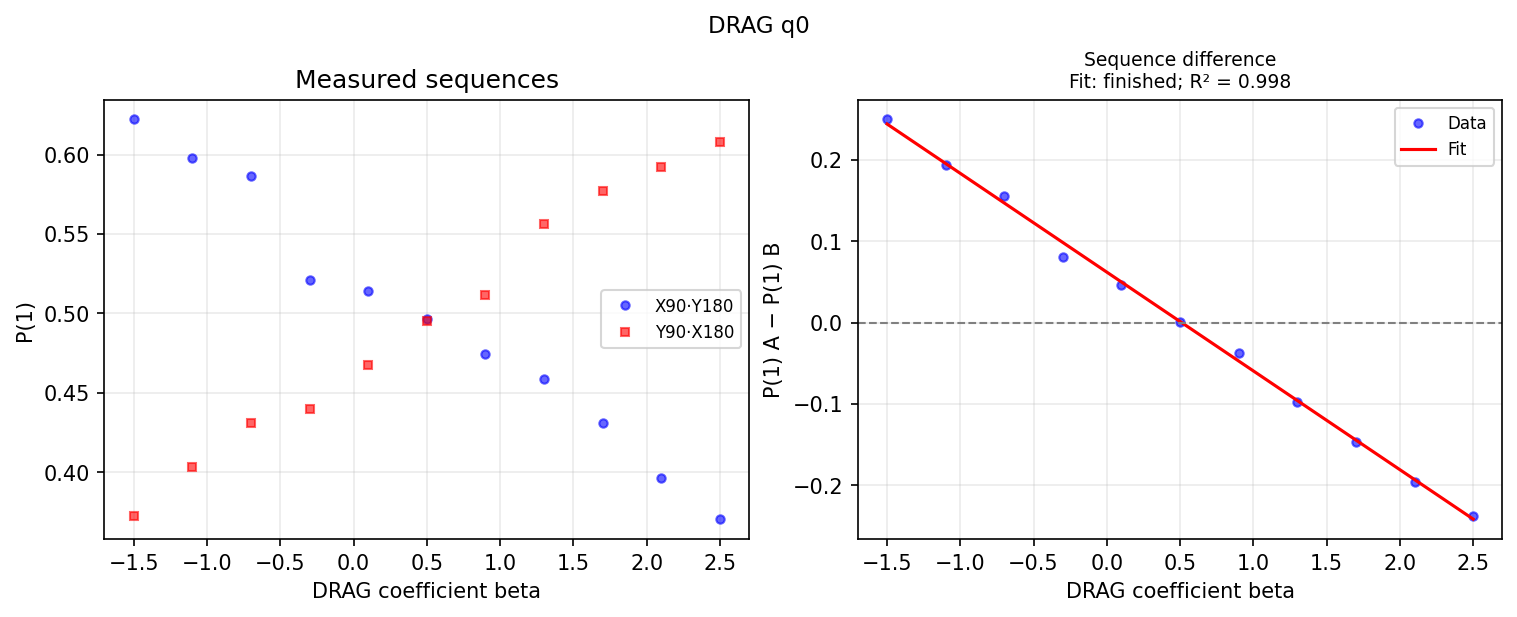 DRAG q0
Measured sequences
P(1)
0.60
0.55
0.50
0.45
0.40
X90·Y180
Y90·X180
−1.5 −1.0 −0.5 0.0 0.5 1.0 1.5 2.0 2.5
DRAG coefficient beta
Sequence difference
Fit: finished; R² = 0.998
P(1) A − P(1) B
0.2
0.1
0.0
−0.1
−0.2
Data
Fit
−1.5 −1.0 −0.5 0.0 0.5 1.0 1.5 2.0 2.5
DRAG coefficient beta